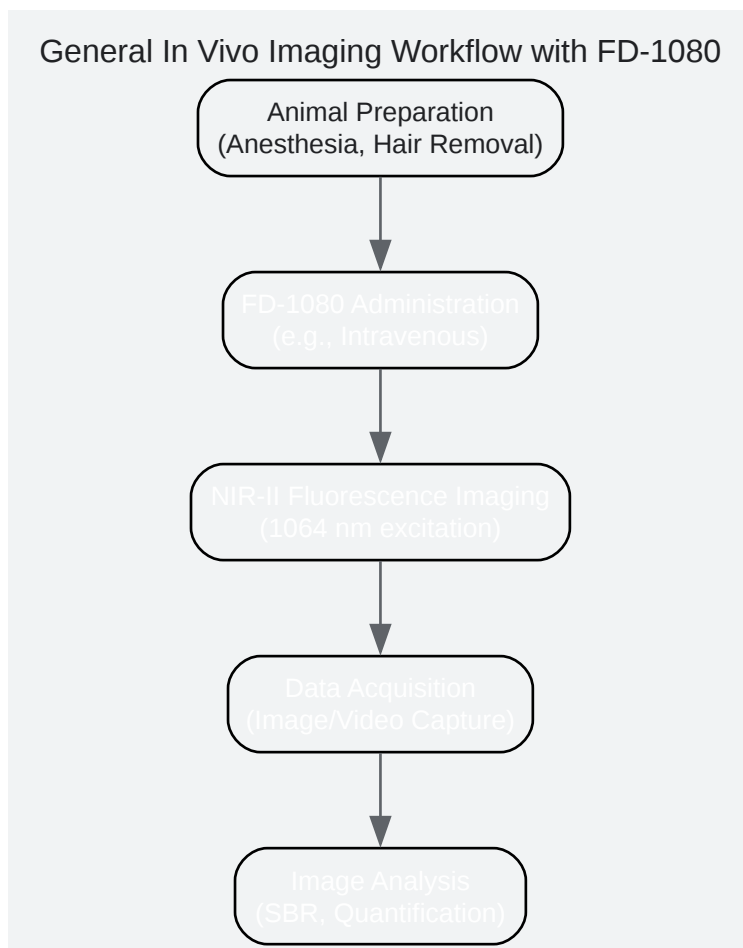 General In Vivo Imaging Workflow with FD-1080
Animal Preparation
(Anesthesia, Hair Removal)
FD-1080 Administration
(e.g., Intravenous)
NIR-II Fluorescence Imaging
(1064 nm excitation)
Data Acquisition
(Image/Video Capture)
Image Analysis
(SBR, Quantification)